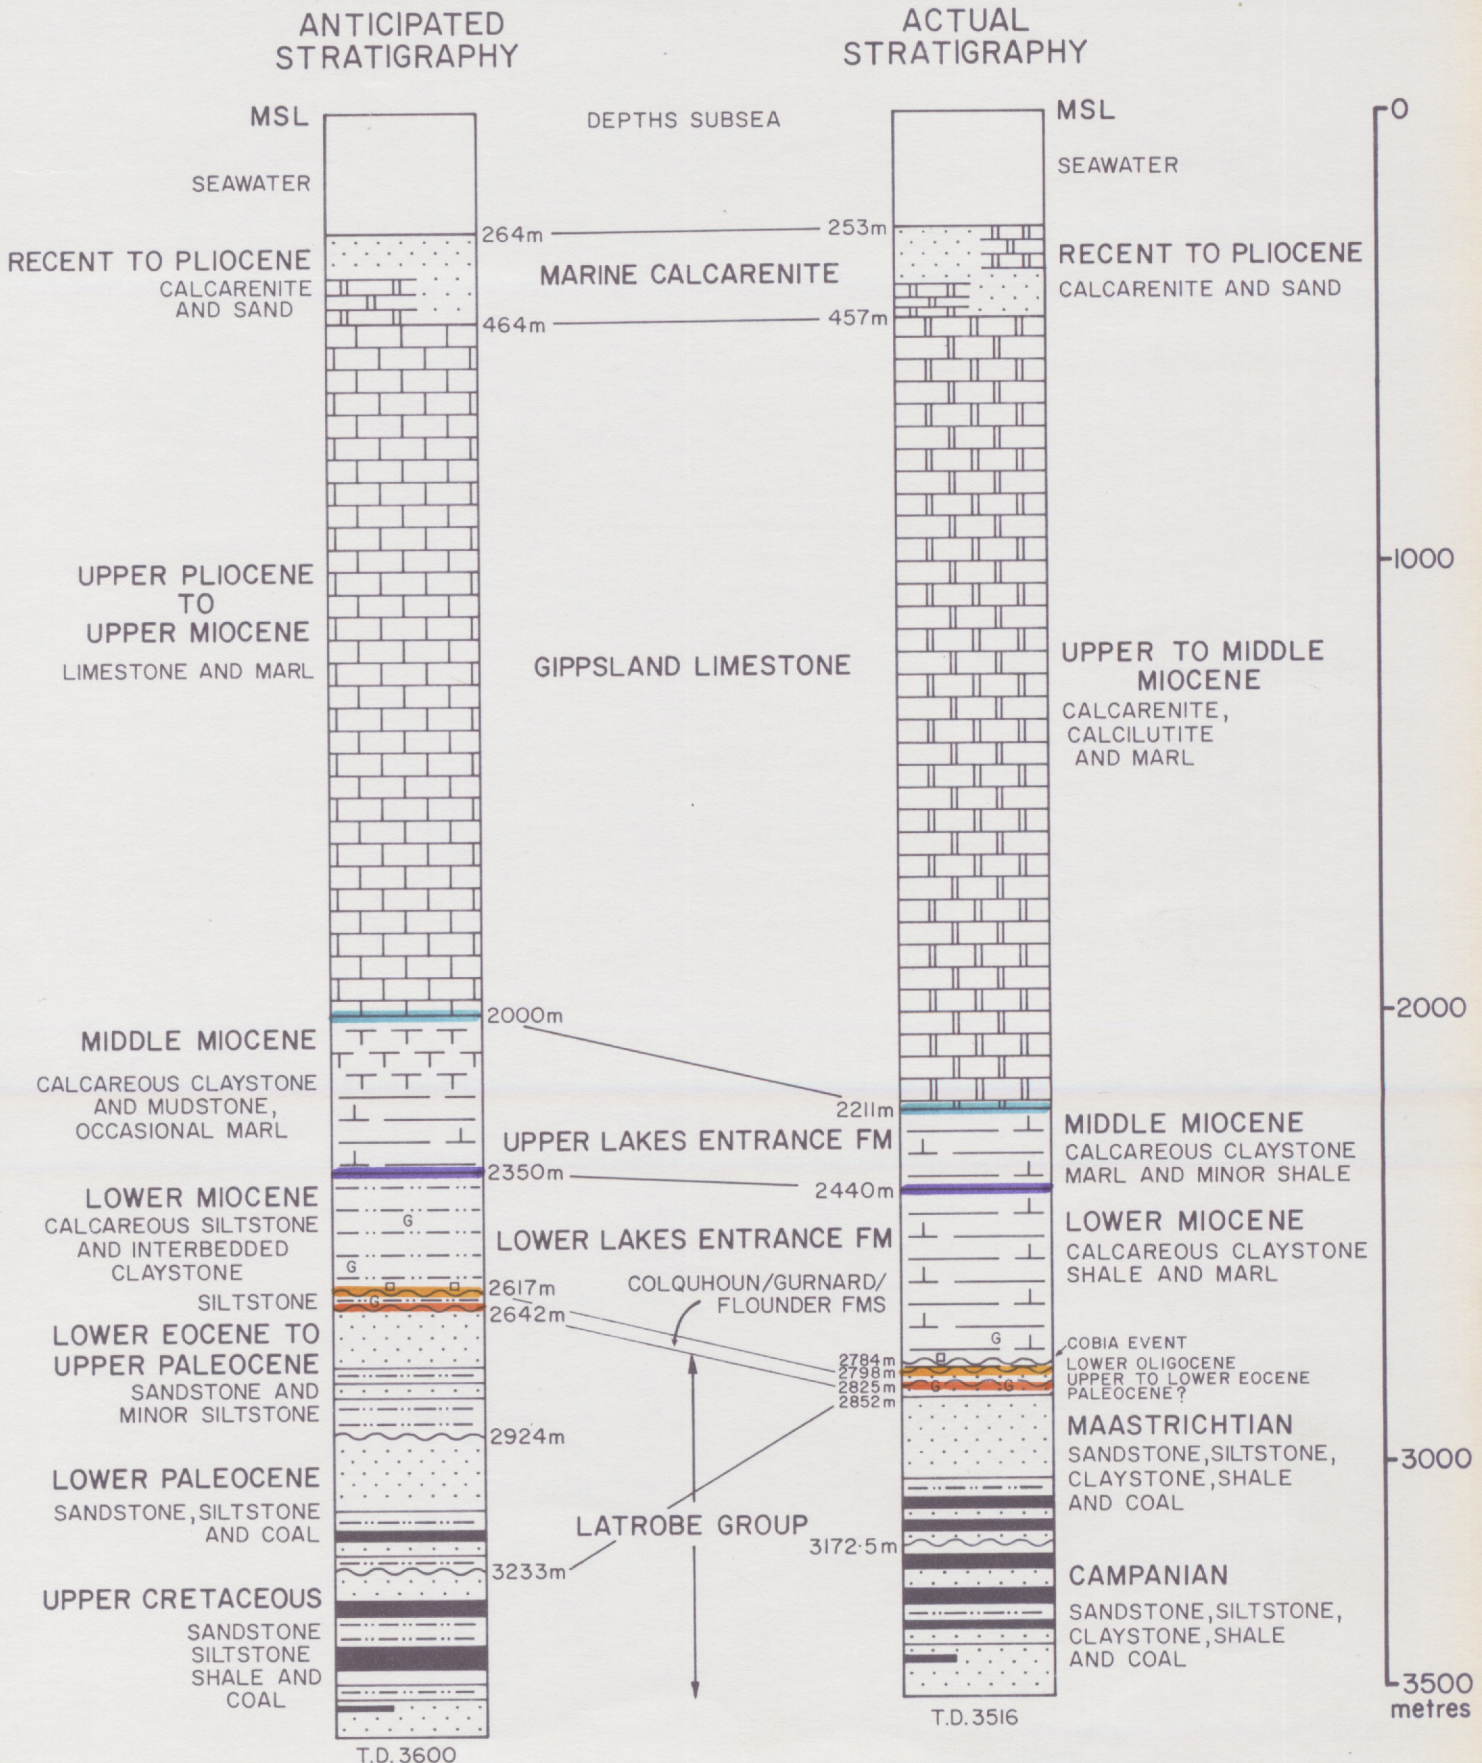 ANTICIPATED
STRATIGRAPHY
ACTUAL
STRATIGRAPHY
MSL
DEPTHS SUBSEA
MSL
0
SEAWATER
SEAWATER
264m
253m
RECENT TO PLIOCENE
CALCARENITE
AND SAND
MARINE CALCARENITE
RECENT TO PLIOCENE
CALCARENITE AND SAND
464m
457m
1000
UPPER PLIOCENE
TO
UPPER MIOCENE
LIMESTONE AND MARL
GIPPSLAND LIMESTONE
UPPER TO MIDDLE
MIOCENE
CALCARENITE,
CALCILUTITE
AND MARL
2000m
2000
MIDDLE MIOCENE
CALCAREOUS CLAYSTONE
AND MUDSTONE,
OCCASIONAL MARL
2211m
UPPER LAKES ENTRANCE FM
MIDDLE MIOCENE
CALCAREOUS CLAYSTONE
MARL AND MINOR SHALE
2350m
2440m
LOWER MIOCENE
CALCAREOUS SILTSTONE
AND INTERBEDDED
CLAYSTONE
G
G
LOWER LAKES ENTRANCE FM
LOWER MIOCENE
CALCAREOUS CLAYSTONE
SHALE AND MARL
G
2617m
SILTSTONE
G
2642m
COLQUHOUN/GURNARD/
FLOUNDER FMS
COBIA EVENT
2784m
LOWER OLIGOCENE
2798m
UPPER TO LOWER EOCENE
2825m
G G
PALEOCENE?
2852m
LOWER EOCENE TO
UPPER PALEOCENE
SANDSTONE AND
MINOR SILTSTONE
2924m
MAASTRICHTIAN
SANDSTONE,SILTSTONE,
CLAYSTONE,SHALE
AND COAL
3000
LOWER PALEOCENE
SANDSTONE,SILTSTONE
AND COAL
LATROBE GROUP
3172·5m
3233m
UPPER CRETACEOUS
SANDSTONE
SILTSTONE
SHALE AND
COAL
CAMPANIAN
SANDSTONE,SILTSTONE,
CLAYSTONE,SHALE
AND COAL
3500
metres
T.D.3516
T.D.3600